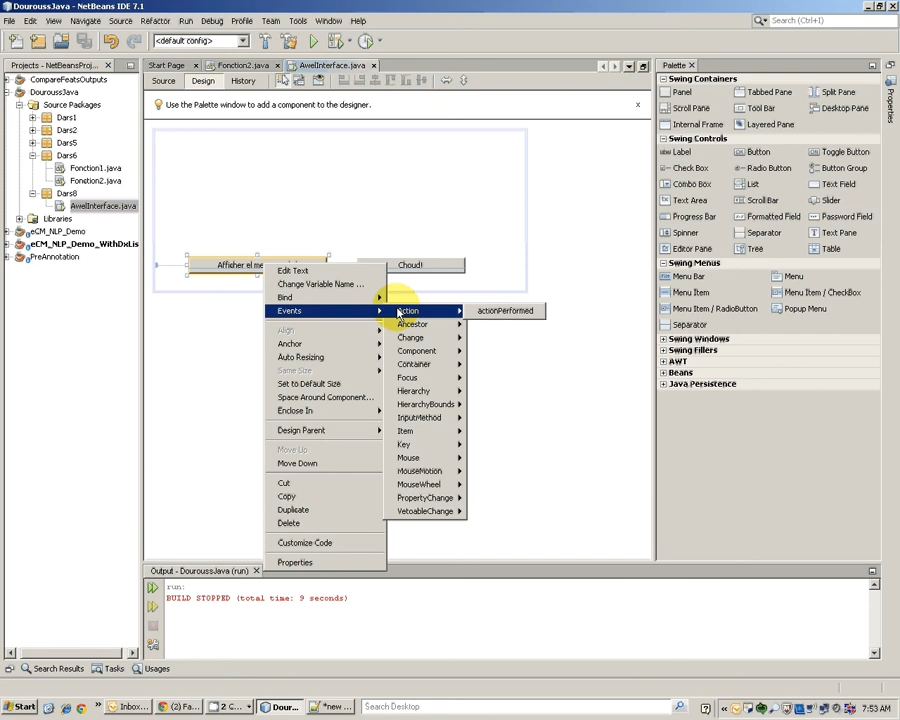 DouroussJava - NetBeans IDE 7.1
File Edit View Navigate Source Refactor Run Debug Profile Team Tools Window Help
Search (Ctrl+I)
<default config>
Projects - NetBeansProj...
Start Page
Fonction2.java
AwelInterface.java
Palette
Properties
CompareFeatsOutputs
DouroussJava
Source Packages
Dars1
Dars2
Dars5
Dars6
Fonction1.java
Fonction2.java
Dars8
AwelInterface.java
Libraries
eCM_NLP_Demo
eCM_NLP_Demo_WithDxLis
PreAnnotation
Source Design History
Use the Palette window to add a component to the designer.
Afficher el me
Choud!
Edit Text
Change Variable Name ...
Bind
Events
Align
Anchor
Auto Resizing
Same Size
Set to Default Size
Space Around Component...
Enclose In
Design Parent
Move Up
Move Down
Cut
Copy
Duplicate
Delete
Customize Code
Properties
Action
Ancestor
Change
Component
Container
Focus
Hierarchy
HierarchyBounds
InputMethod
Item
Key
Mouse
MouseMotion
MouseWheel
PropertyChange
VetoableChange
actionPerformed
Swing Containers
Panel Tabbed Pane Split Pane
Scroll Pane Tool Bar Desktop Pane
Internal Frame Layered Pane
Swing Controls
Label Button Toggle Button
Check Box Radio Button Button Group
Combo Box List Text Field
Text Area Scroll Bar Slider
Progress Bar Formatted Field Password Field
Spinner Separator Text Pane
Editor Pane Tree Table
Swing Menus
Menu Bar Menu
Menu Item Menu Item / CheckBox
Menu Item / RadioButton Popup Menu
Separator
Swing Windows
Swing Fillers
AWT
Beans
Java Persistence
Output - DouroussJava (run)
run:
BUILD STOPPED (total time: 9 seconds)
Search Results Tasks Usages
Start
Inbox...
(2) Fa...
2 C...
Dour...
*new ...
Search Desktop
7:53 AM